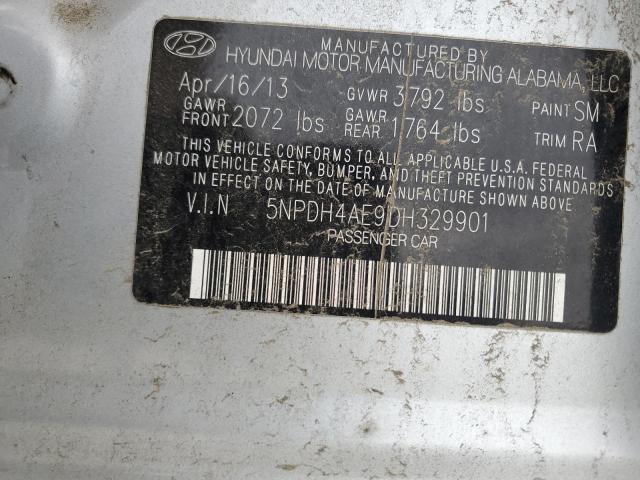 MANUFACTURED BY
HYUNDAI MOTOR MANUFACTURING ALABAMA, LLC
Apr/16/13 GVWR 3792 lbs PAINT SM
GAWR FRONT 2072 lbs GAWR REAR 1764 lbs TRIM RA
THIS VEHICLE CONFORMS TO ALL APPLICABLE U.S.A. FEDERAL
MOTOR VEHICLE SAFETY, BUMPER, AND THEFT PREVENTION STANDARDS
IN EFFECT ON THE DATE OF MANUFACTURE SHOWN ABOVE
V.I.N 5NPDH4AE9DH329901
PASSENGER CAR